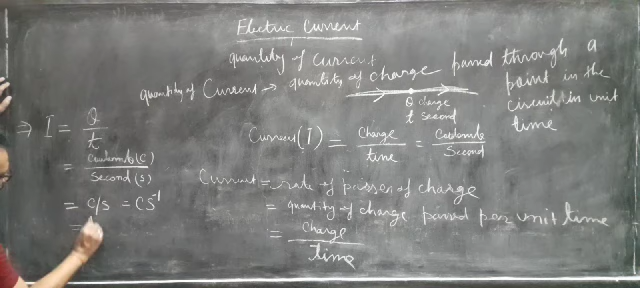 Electric Current
quantity of current
quantity of Current → quantity of charge passed through a
point in the
circuit in unit
time
Q charge
t second
⇒ I = Q/t
= Coulomb(C)/Second(s)
= C/s = CS⁻¹
=
Current(I) = Charge/time = Coulomb/Second
Current = rate of passes of charge
= quantity of charge passed per unit time
= Charge/time